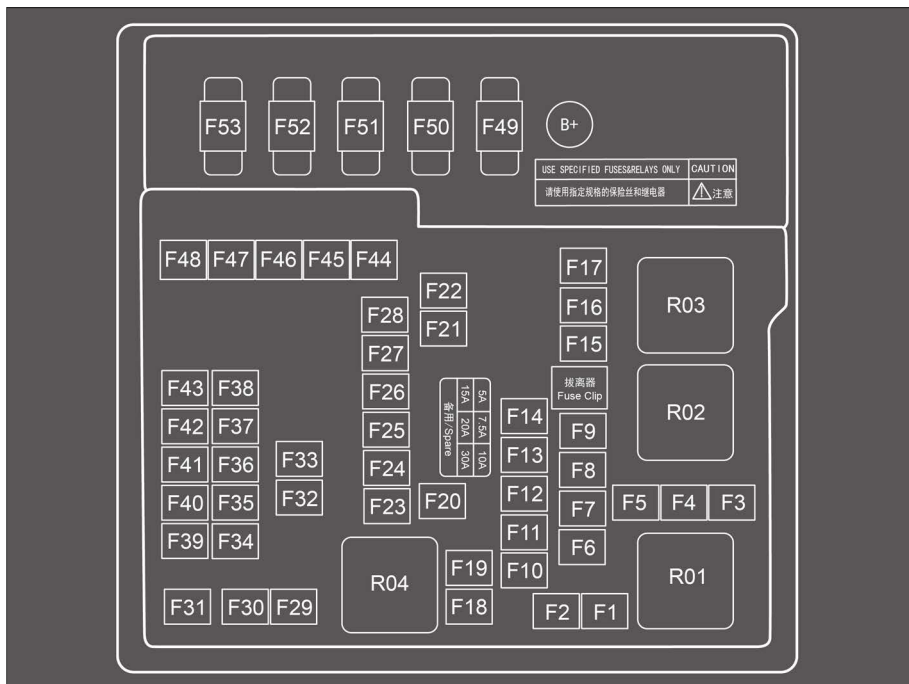 F53 F52 F51 F50 F49 B+
USE SPECIFIED FUSES&RELAYS ONLY CAUTION
请使用指定规格的保险丝和继电器 注意
F48 F47 F46 F45 F44
F22
F21
F28
F27
F26
F25
F24
F23
F17
F16
F15
R03
拔离器
Fuse Clip
R02
F43 F38
F42 F37
F41 F36
F40 F35
F39 F34
F33
F32
5A 7.5A 10A
15A 20A 30A
备用/Spare
F20
F14
F13
F12
F11
F10
F9
F8
F7
F6
F5 F4 F3
R01
R04
F19
F18
F31 F30 F29
F2 F1